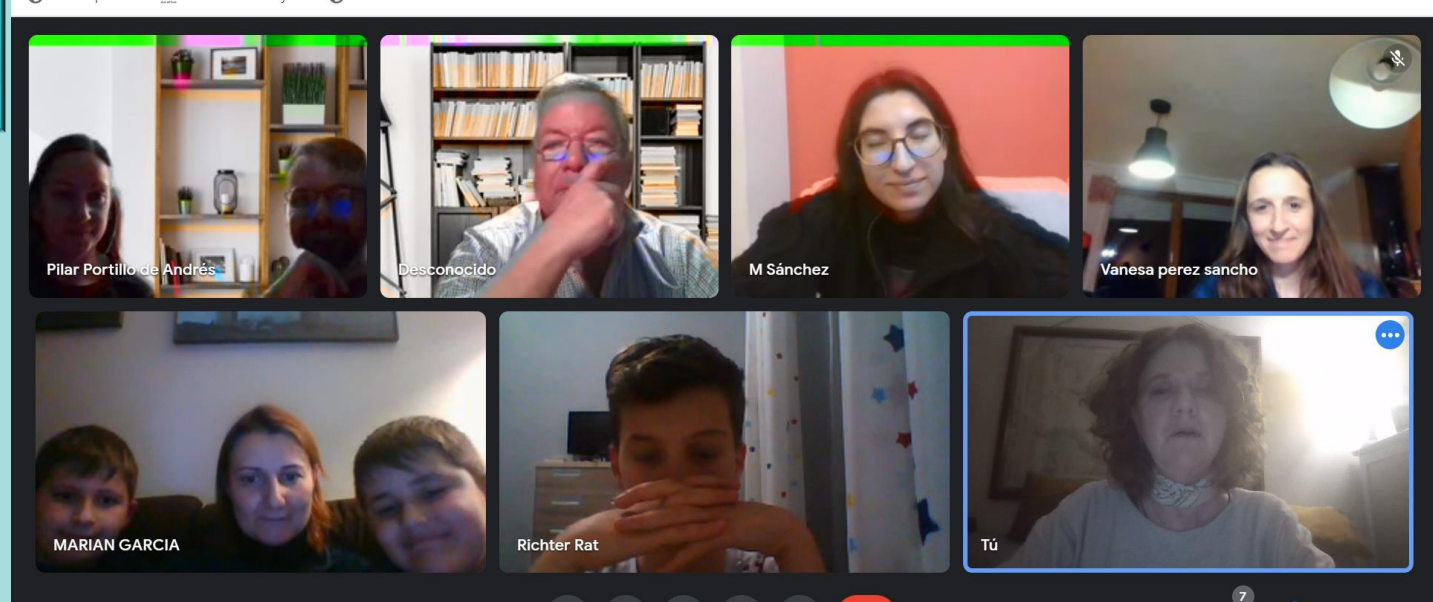 Pilar Portillo de Andrés
Desconocido
M Sánchez
Vanesa perez sancho
MARIAN GARCIA
Richter Rat
Tú
7